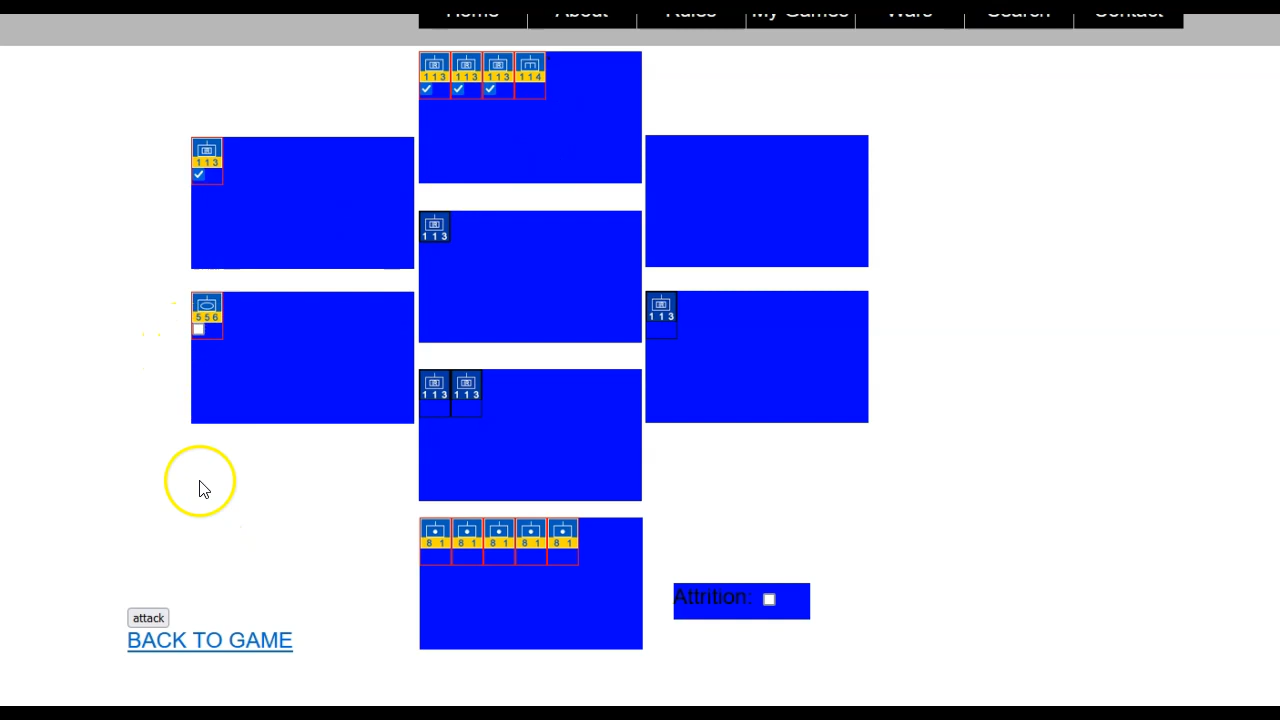 Home About Rules My Games Wars Search Contact
1 1 3 1 1 3 1 1 3 1 1 4
1 1 3
1 1 3
5 5 6
1 1 3
1 1 3 1 1 3
8 1 8 1 8 1 8 1 8 1
Attrition:
attack
BACK TO GAME